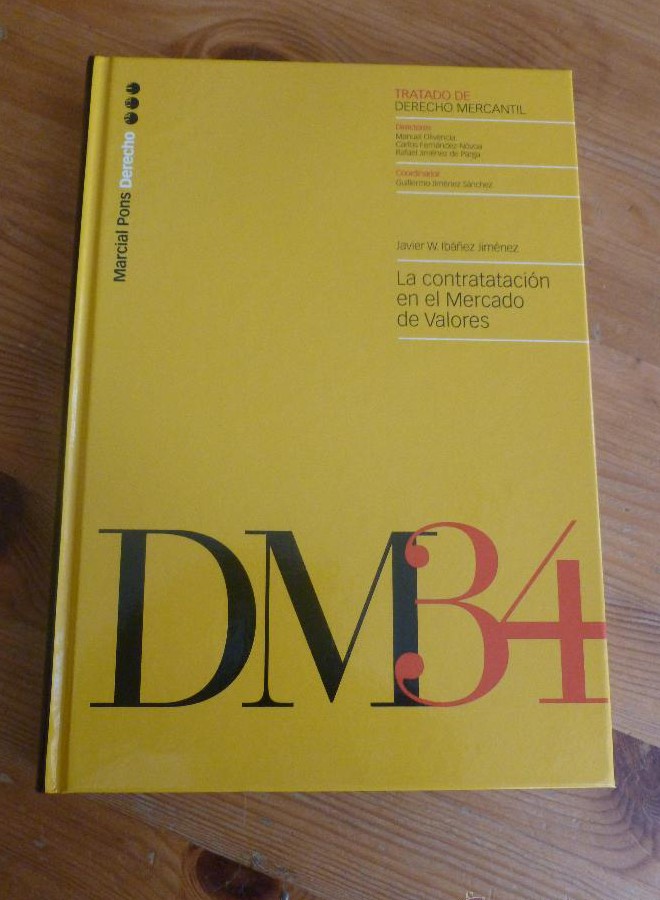 Marcial Pons Derecho
TRATADO DE
DERECHO MERCANTIL
Directores
Manuel Olivencia
Carlos Fernández-Nóvoa
Rafael Jiménez de Parga
Coordinador
Guillermo Jiménez Sánchez
Javier W. Ibáñez Jiménez
La contratatación
en el Mercado
de Valores
DM34